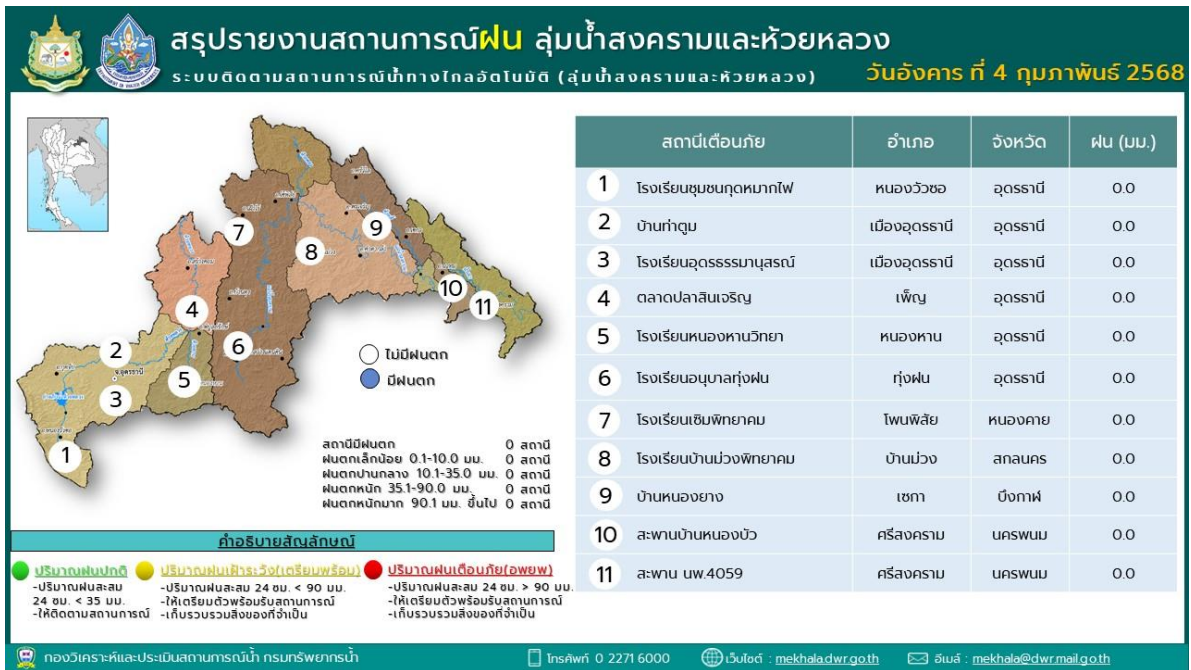 สรุปรายงานสถานการณ์ฝน ลุ่มน้ำสงครามและห้วยหลวง
ระบบติดตามสถานการณ์น้ำทางไกลอัตโนมัติ (ลุ่มน้ำสงครามและห้วยหลวง)
วันอังคาร ที่ 4 กุมภาพันธ์ 2568
สถานีเตือนภัย อำเภอ จังหวัด ฝน (มม.)
1 โรงเรียนชุมชนกุดหมากไฟ หนองวัวซอ อุดรธานี 0.0
2 บ้านท่าตูม เมืองอุดรธานี อุดรธานี 0.0
3 โรงเรียนอุดรธรรมานุสรณ์ เมืองอุดรธานี อุดรธานี 0.0
4 ตลาดปลาสินเจริญ เพ็ญ อุดรธานี 0.0
5 โรงเรียนหนองหานวิทยา หนองหาน อุดรธานี 0.0
6 โรงเรียนอนุบาลทุ่งฝน ทุ่งฝน อุดรธานี 0.0
7 โรงเรียนเซิมพิทยาคม โพนพิสัย หนองคาย 0.0
8 โรงเรียนบ้านม่วงพิทยาคม บ้านม่วง สกลนคร 0.0
9 บ้านหนองยาง เซกา บึงกาฬ 0.0
10 สะพานบ้านหนองบัว ศรีสงคราม นครพนม 0.0
11 สะพาน นพ.4059 ศรีสงคราม นครพนม 0.0
7
9
8
10
11
4
2
6
จ.อุดรธานี
5
3
1
ไม่มีฝนตก
มีฝนตก
สถานีมีฝนตก 0 สถานี
ฝนตกเล็กน้อย 0.1-10.0 มม. 0 สถานี
ฝนตกปานกลาง 10.1-35.0 มม. 0 สถานี
ฝนตกหนัก 35.1-90.0 มม. 0 สถานี
ฝนตกหนักมาก 90.1 มม. ขึ้นไป 0 สถานี
คำอธิบายสัญลักษณ์
ปริมาณฝนปกติ
-ปริมาณฝนสะสม
24 ชม. < 35 มม.
-ให้ติดตามสถานการณ์
ปริมาณฝนเฝ้าระวัง(เตรียมพร้อม)
-ปริมาณฝนสะสม 24 ชม. < 90 มม.
-ให้เตรียมตัวพร้อมรับสถานการณ์
-เก็บรวบรวมสิ่งของที่จำเป็น
ปริมาณฝนเตือนภัย(อพยพ)
-ปริมาณฝนสะสม 24 ชม. > 90 มม.
-ให้เตรียมตัวพร้อมรับสถานการณ์
-เก็บรวบรวมสิ่งของที่จำเป็น
กองวิเคราะห์และประเมินสถานการณ์น้ำ กรมทรัพยากรน้ำ
โทรศัพท์ 0 2271 6000
เว็บไซต์ : mekhala.dwr.go.th
อีเมล์ : mekhala@dwr.mail.go.th